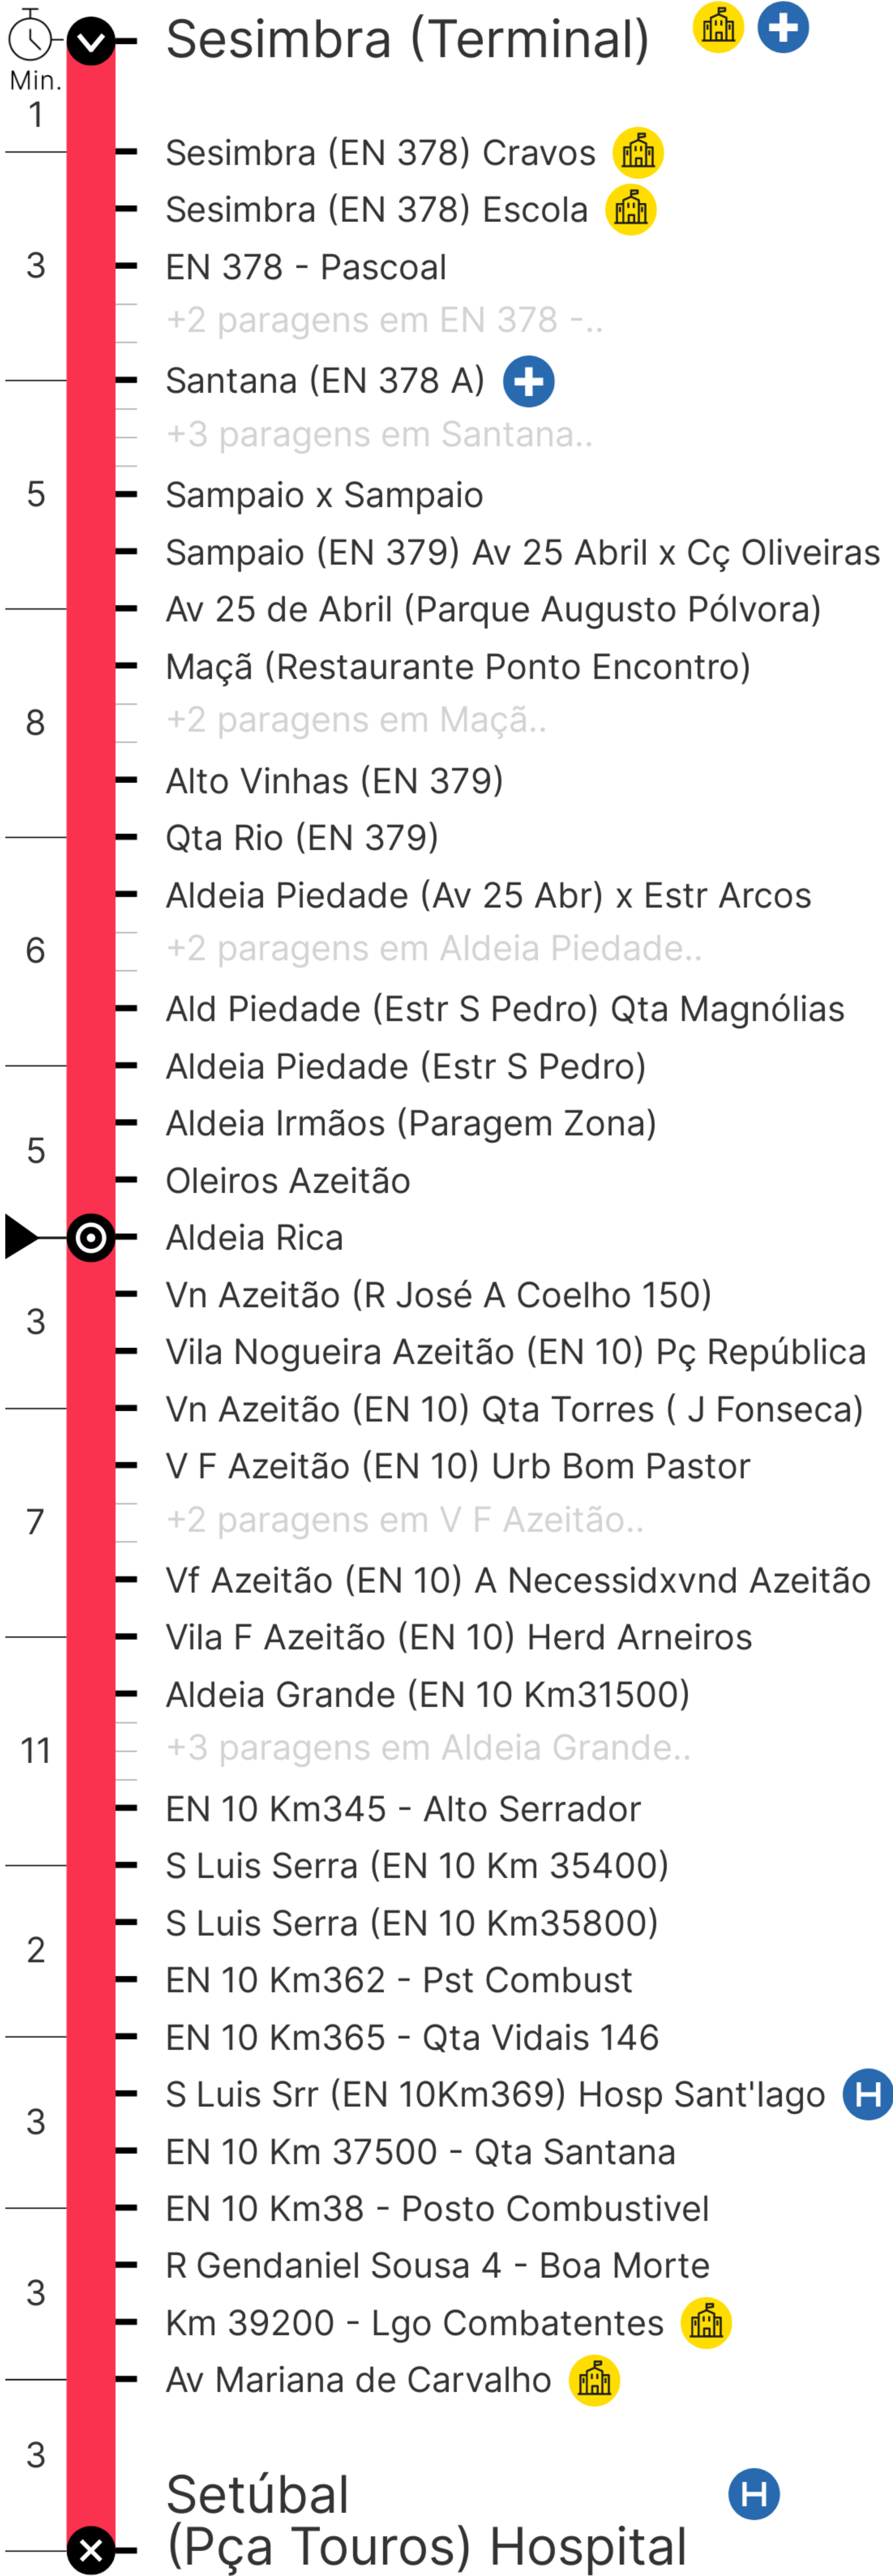 Sesimbra (Terminal)
Min.
1
Sesimbra (EN 378) Cravos
Sesimbra (EN 378) Escola
3
EN 378 - Pascoal
+2 paragens em EN 378 -..
Santana (EN 378 A)
+3 paragens em Santana..
5
Sampaio x Sampaio
Sampaio (EN 379) Av 25 Abril x Cç Oliveiras
Av 25 de Abril (Parque Augusto Pólvora)
Maçã (Restaurante Ponto Encontro)
8
+2 paragens em Maçã..
Alto Vinhas (EN 379)
Qta Rio (EN 379)
Aldeia Piedade (Av 25 Abr) x Estr Arcos
6
+2 paragens em Aldeia Piedade..
Ald Piedade (Estr S Pedro) Qta Magnólias
Aldeia Piedade (Estr S Pedro)
Aldeia Irmãos (Paragem Zona)
5
Oleiros Azeitão
Aldeia Rica
Vn Azeitão (R José A Coelho 150)
3
Vila Nogueira Azeitão (EN 10) Pç República
Vn Azeitão (EN 10) Qta Torres ( J Fonseca)
V F Azeitão (EN 10) Urb Bom Pastor
7
+2 paragens em V F Azeitão..
Vf Azeitão (EN 10) A Necessidxvnd Azeitão
Vila F Azeitão (EN 10) Herd Arneiros
Aldeia Grande (EN 10 Km31500)
11
+3 paragens em Aldeia Grande..
EN 10 Km345 - Alto Serrador
S Luis Serra (EN 10 Km 35400)
S Luis Serra (EN 10 Km35800)
2
EN 10 Km362 - Pst Combust
EN 10 Km365 - Qta Vidais 146
S Luis Srr (EN 10Km369) Hosp Sant'Iago H
3
EN 10 Km 37500 - Qta Santana
EN 10 Km38 - Posto Combustivel
R Gendaniel Sousa 4 - Boa Morte
3
Km 39200 - Lgo Combatentes
Av Mariana de Carvalho
3
Setúbal H
(Pça Touros) Hospital